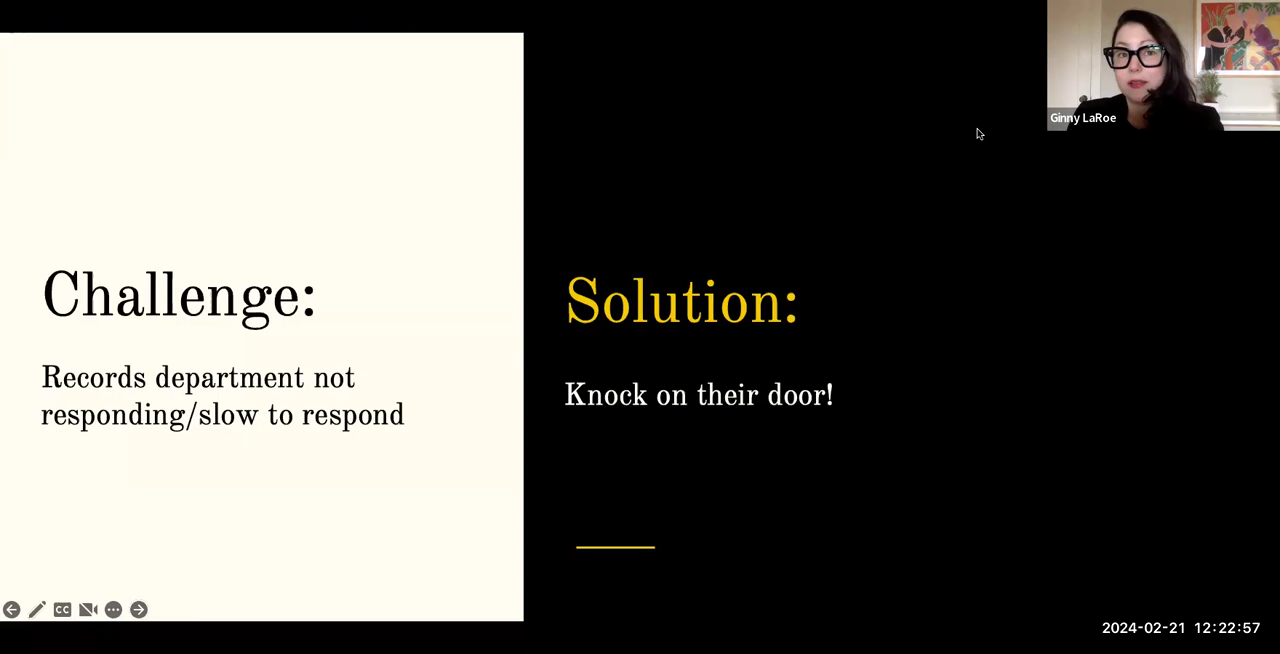 Ginny LaRoe
Challenge:
Records department not
responding/slow to respond
Solution:
Knock on their door!
CC
2024-02-21 12:22:57